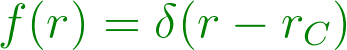 f(r) = δ(r − r_C)